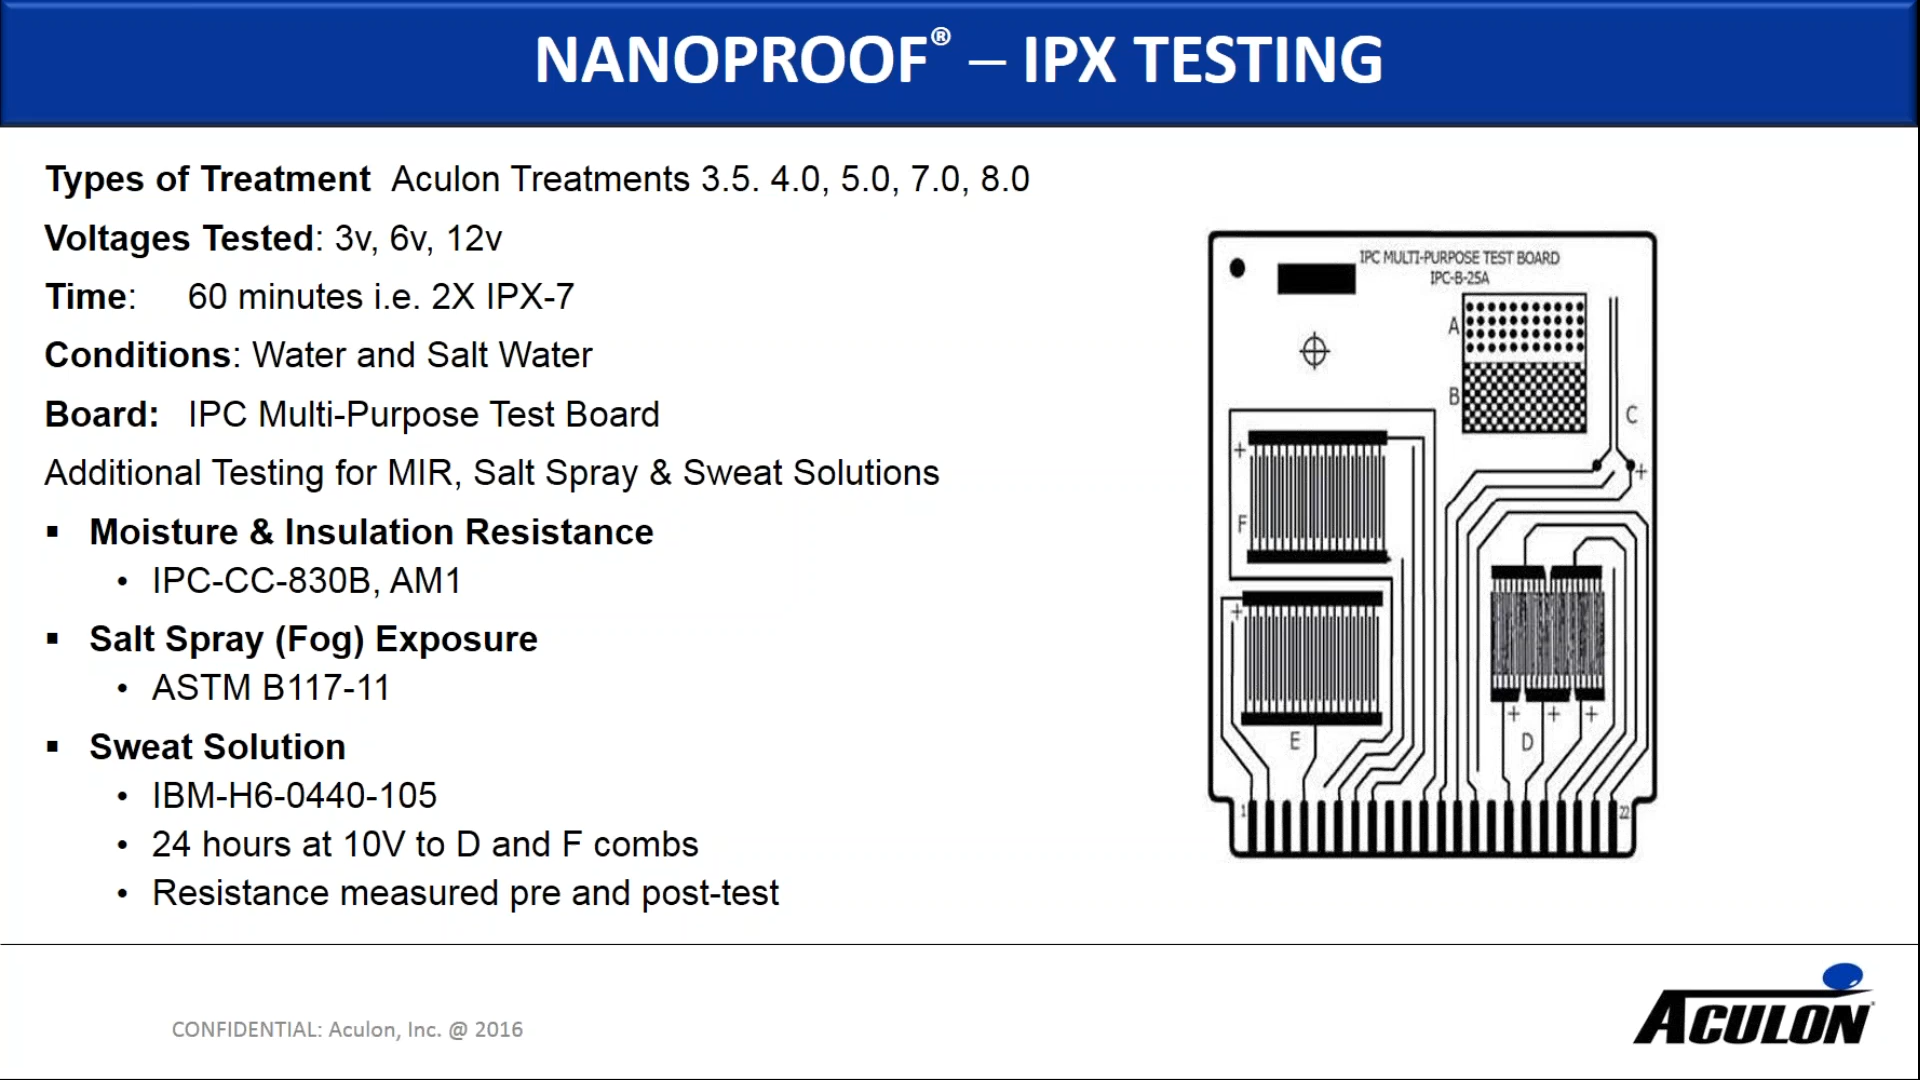 NANOPROOF® – IPX TESTING
Types of Treatment Aculon Treatments 3.5. 4.0, 5.0, 7.0, 8.0
Voltages Tested: 3v, 6v, 12v
Time: 60 minutes i.e. 2X IPX-7
Conditions: Water and Salt Water
Board: IPC Multi-Purpose Test Board
Additional Testing for MIR, Salt Spray & Sweat Solutions
▪ Moisture & Insulation Resistance
• IPC-CC-830B, AM1
▪ Salt Spray (Fog) Exposure
• ASTM B117-11
▪ Sweat Solution
• IBM-H6-0440-105
• 24 hours at 10V to D and F combs
• Resistance measured pre and post-test
IPC MULTI-PURPOSE TEST BOARD
IPC-B-25A
A
B
C
+
+
F
+
E
+ + +
D
1
22
CONFIDENTIAL: Aculon, Inc. @ 2016
ACULON